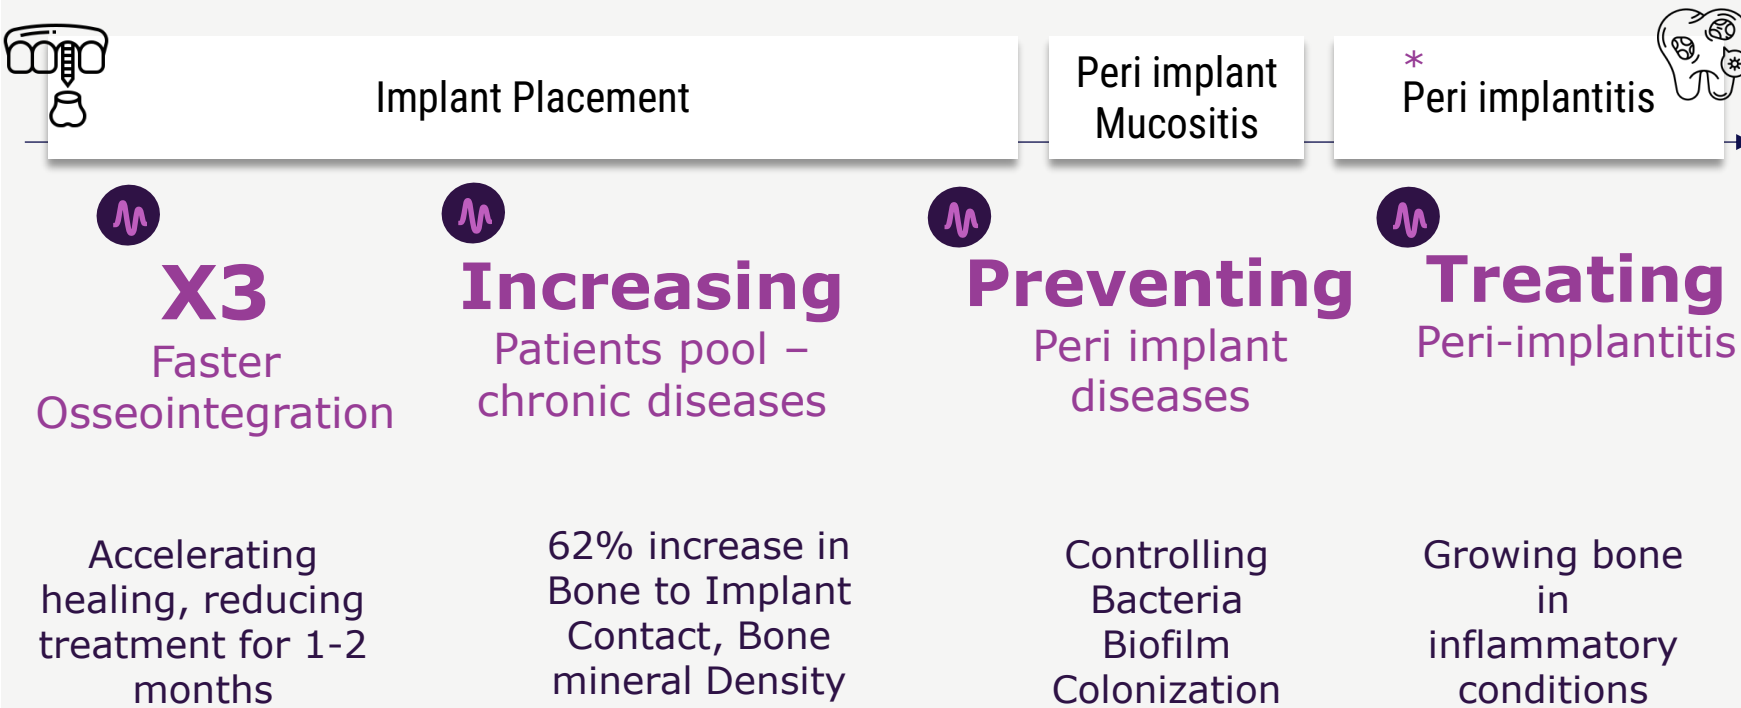 Implant Placement
Peri implant
Mucositis
*
Peri implantitis
X3
Faster
Osseointegration
Accelerating
healing, reducing
treatment for 1-2
months
Increasing
Patients pool –
chronic diseases
62% increase in
Bone to Implant
Contact, Bone
mineral Density
Preventing
Peri implant
diseases
Controlling
Bacteria
Biofilm
Colonization
Treating
Peri-implantitis
Growing bone
in
inflammatory
conditions